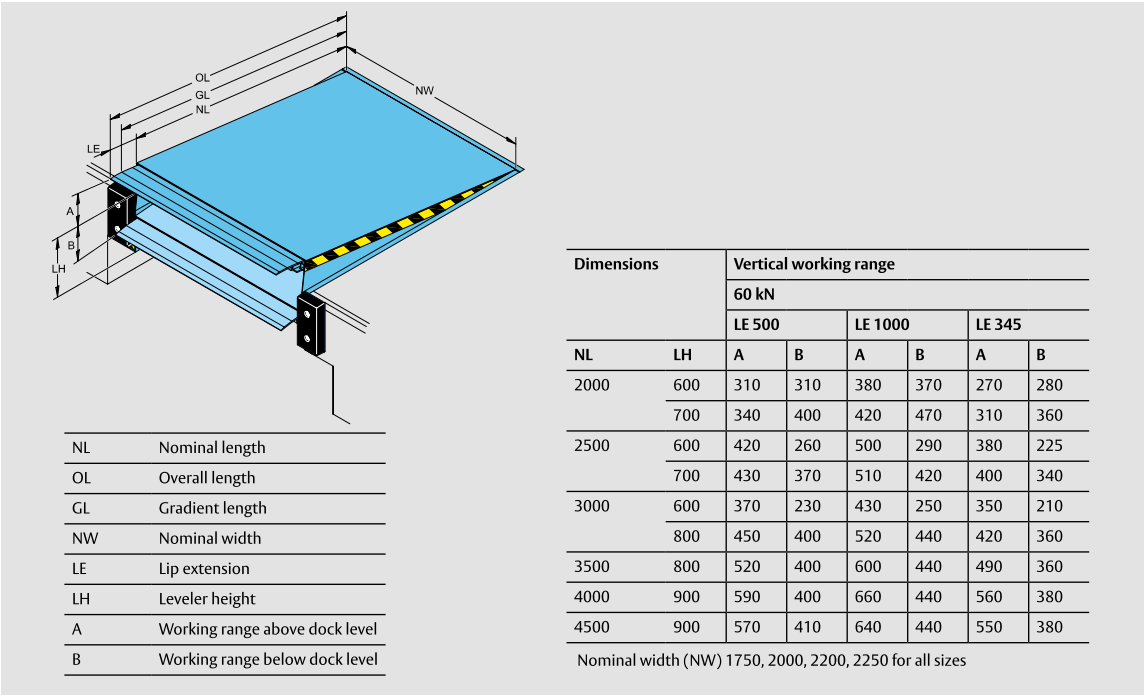 OL
GL
NL
NW
LE
A
B
LH
NL Nominal length
OL Overall length
GL Gradient length
NW Nominal width
LE Lip extension
LH Leveler height
A Working range above dock level
B Working range below dock level
Dimensions Vertical working range
60 kN
LE 500 LE 1000 LE 345
NL LH A B A B A B
2000 600 310 310 380 370 270 280
700 340 400 420 470 310 360
2500 600 420 260 500 290 380 225
700 430 370 510 420 400 340
3000 600 370 230 430 250 350 210
800 450 400 520 440 420 360
3500 800 520 400 600 440 490 360
4000 900 590 400 660 440 560 380
4500 900 570 410 640 440 550 380
Nominal width (NW) 1750, 2000, 2200, 2250 for all sizes